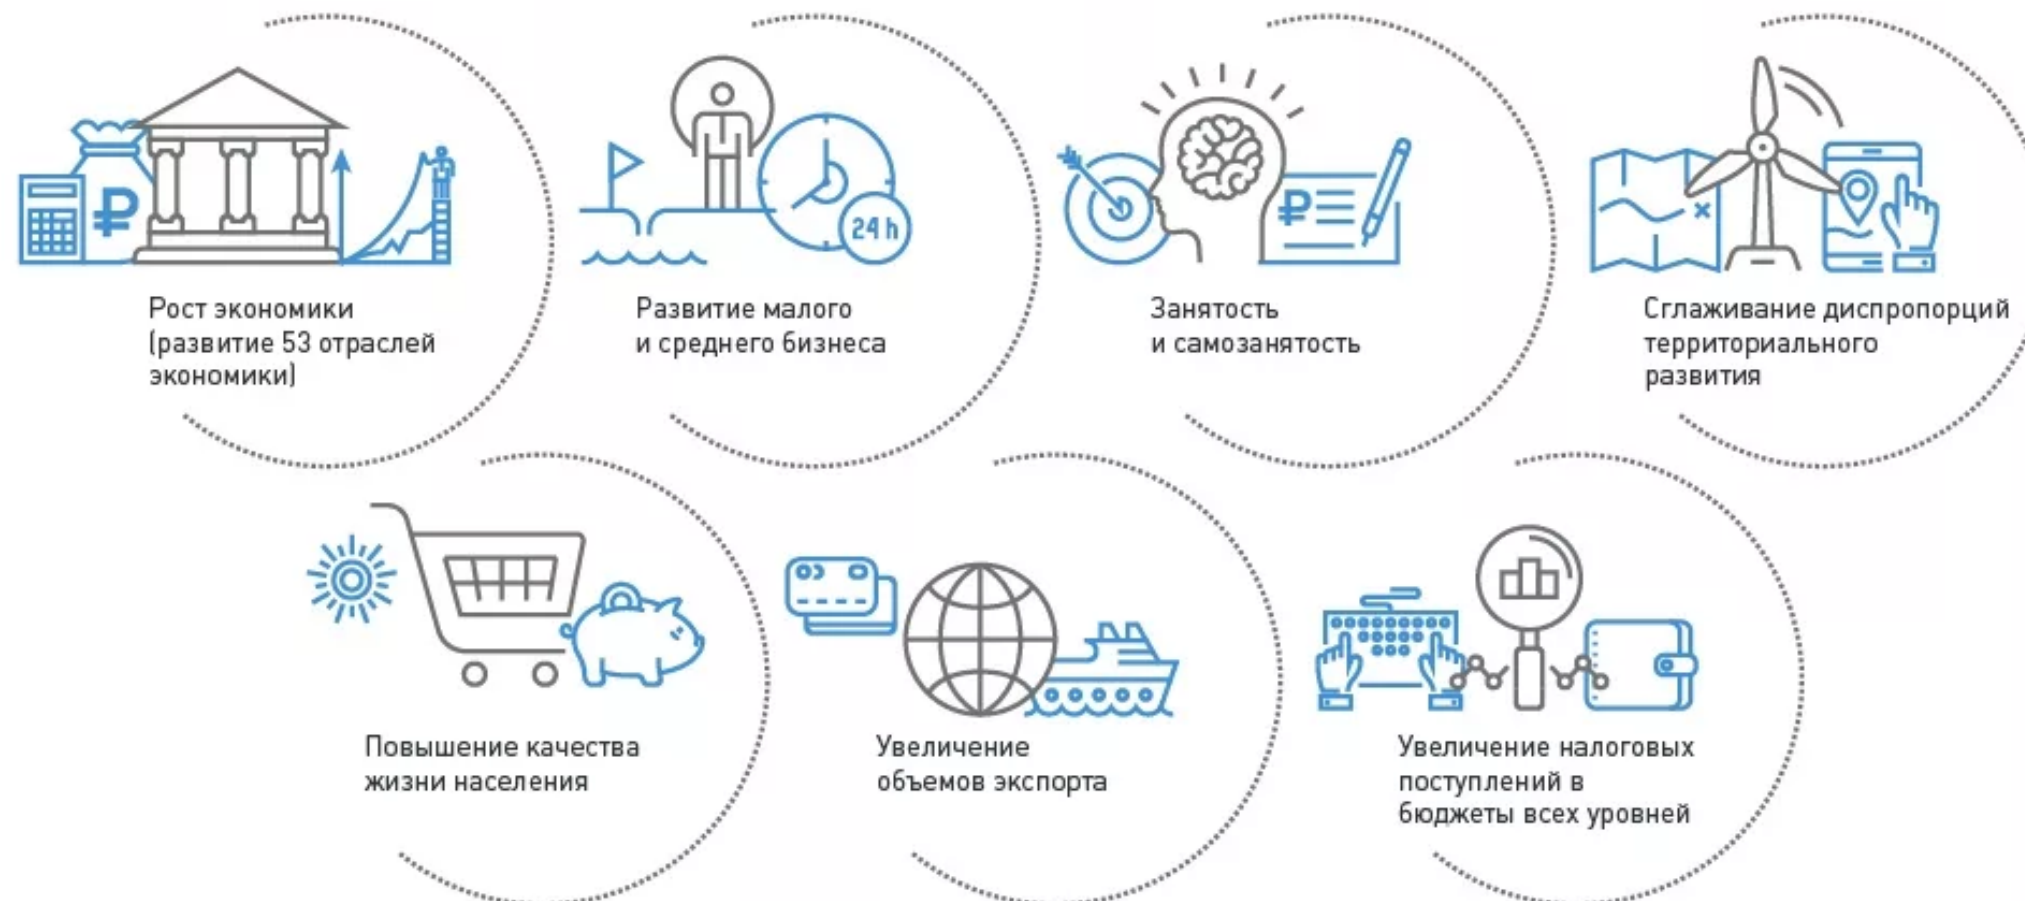 ₽
24 h
₽
Рост экономики
(развитие 53 отраслей
экономики)
Развитие малого
и среднего бизнеса
Занятость
и самозанятость
Сглаживание диспропорций
территориального
развития
Повышение качества
жизни населения
Увеличение
объемов экспорта
Увеличение налоговых
поступлений в
бюджеты всех уровней